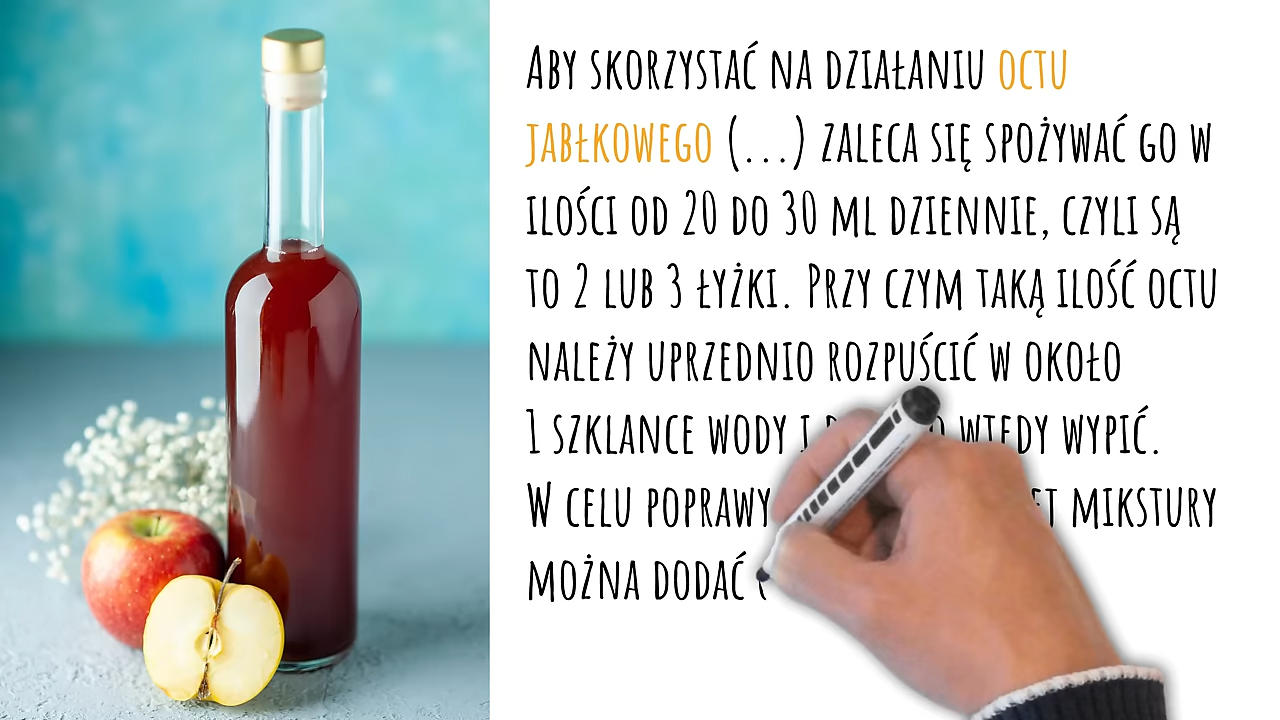 Aby skorzystać na działaniu octu
jabłkowego (...) zaleca się spożywać go w
ilości od 20 do 30 ml dziennie, czyli są
to 2 lub 3 łyżki. Przy czym taką ilość octu
należy uprzednio rozpuścić w około
1 szklance wody i wtedy wypić.
W celu poprawy mikstury
można dodać